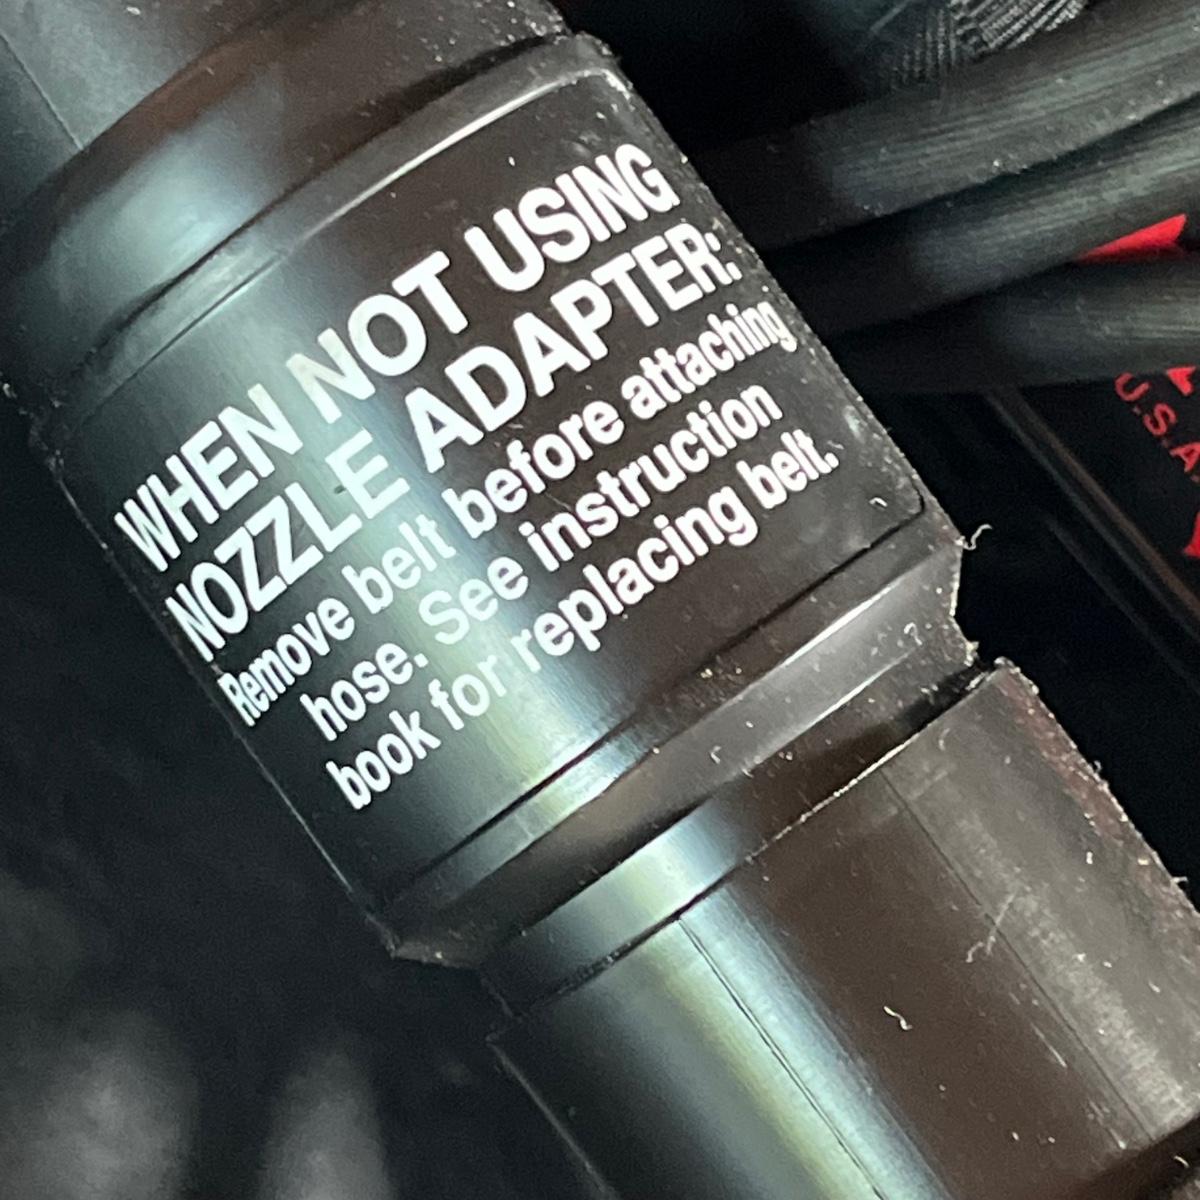 WHEN NOT USING
NOZZLE ADAPTER:
Remove belt before attaching
hose. See instruction
book for replacing belt.
U.S.A.